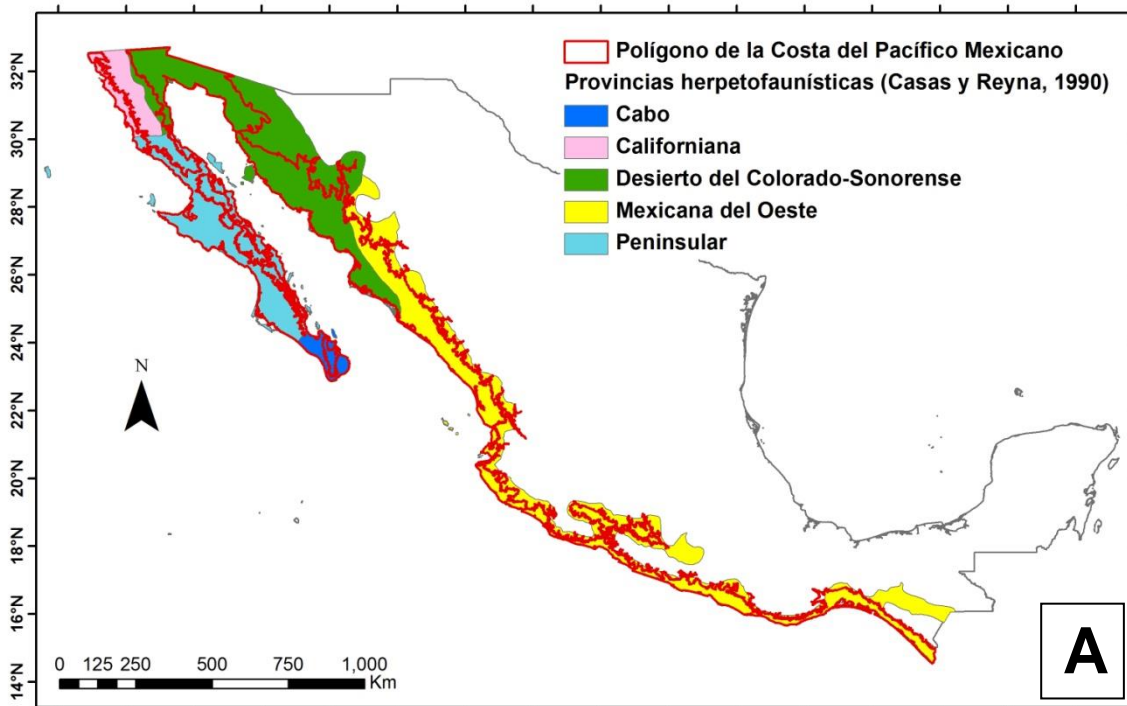 32°N
30°N
28°N
26°N
24°N
22°N
20°N
18°N
16°N
14°N
Polígono de la Costa del Pacífico Mexicano
Provincias herpetofaunísticas (Casas y Reyna, 1990)
Cabo
Californiana
Desierto del Colorado-Sonorense
Mexicana del Oeste
Peninsular
N
0 125 250 500 750 1,000
Km
A